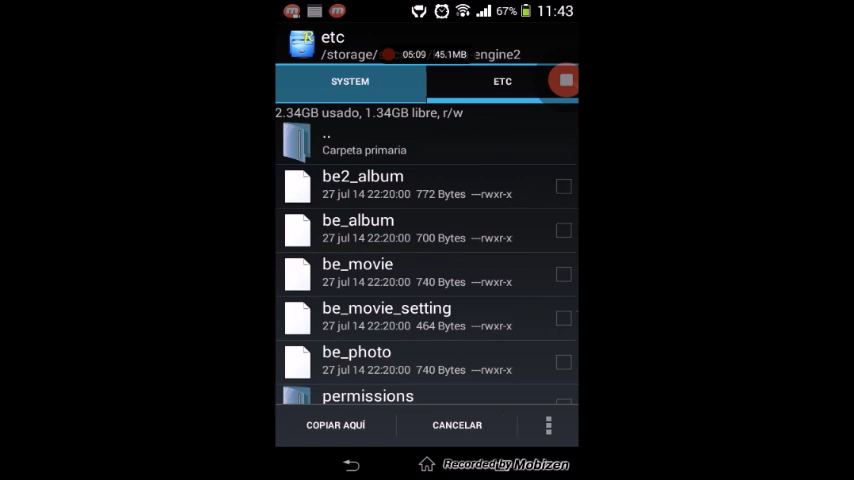 67% 11:43
etc
/storage/ 05:09 45.1MB engine2
SYSTEM ETC
2.34GB usado, 1.34GB libre, r/w
..
Carpeta primaria
be2_album
27 jul 14 22:20:00 772 Bytes ---rwxr-x
be_album
27 jul 14 22:20:00 700 Bytes ---rwxr-x
be_movie
27 jul 14 22:20:00 740 Bytes ---rwxr-x
be_movie_setting
27 jul 14 22:20:00 464 Bytes ---rwxr-x
be_photo
27 jul 14 22:20:00 740 Bytes ---rwxr-x
permissions
COPIAR AQUÍ CANCELAR
Recorded by Mobizen